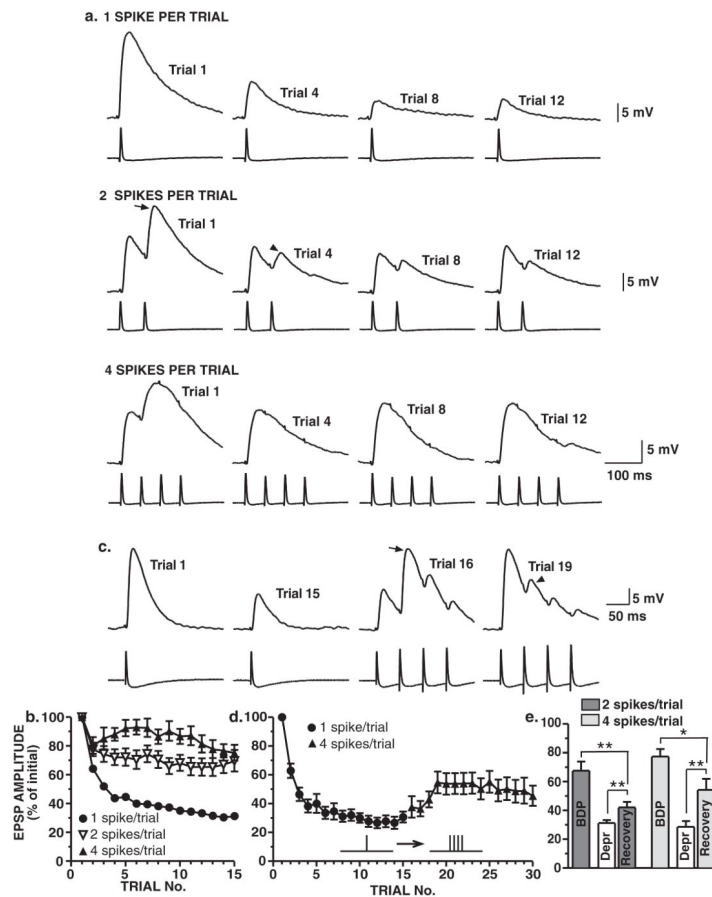 a. 1 SPIKE PER TRIAL
Trial 1
Trial 4
Trial 8
Trial 12
5 mV
2 SPIKES PER TRIAL
Trial 1
Trial 4
Trial 8
Trial 12
5 mV
4 SPIKES PER TRIAL
Trial 1
Trial 4
Trial 8
Trial 12
5 mV
100 ms
c.
Trial 1
Trial 15
Trial 16
Trial 19
5 mV
50 ms
b.
EPSP AMPLITUDE
(% of initial)
100
80
60
40
20
0
0 5 10 15
TRIAL No.
1 spike/trial
2 spikes/trial
4 spikes/trial
d.
100
80
60
40
20
0
0 5 10 15 20 25 30
TRIAL No.
1 spike/trial
4 spikes/trial
e.
2 spikes/trial
4 spikes/trial
100
80
60
40
20
0
** ** * **
BDP Depr Recovery BDP Depr Recovery